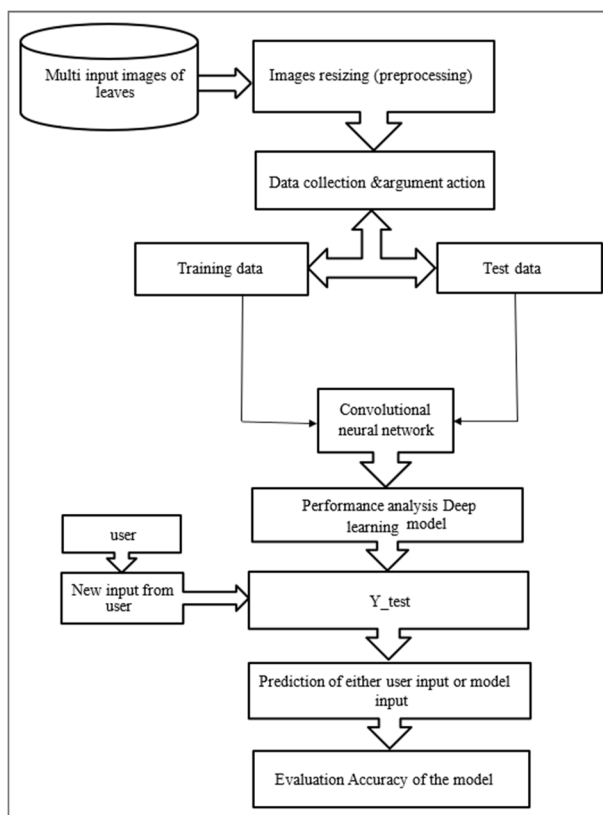 Multi input images of
leaves
Images resizing (preprocessing)
Data collection &argument action
Training data
Test data
Convolutional
neural network
Performance analysis Deep
learning model
user
New input from
user
Y_test
Prediction of either user input or model
input
Evaluation Accuracy of the model